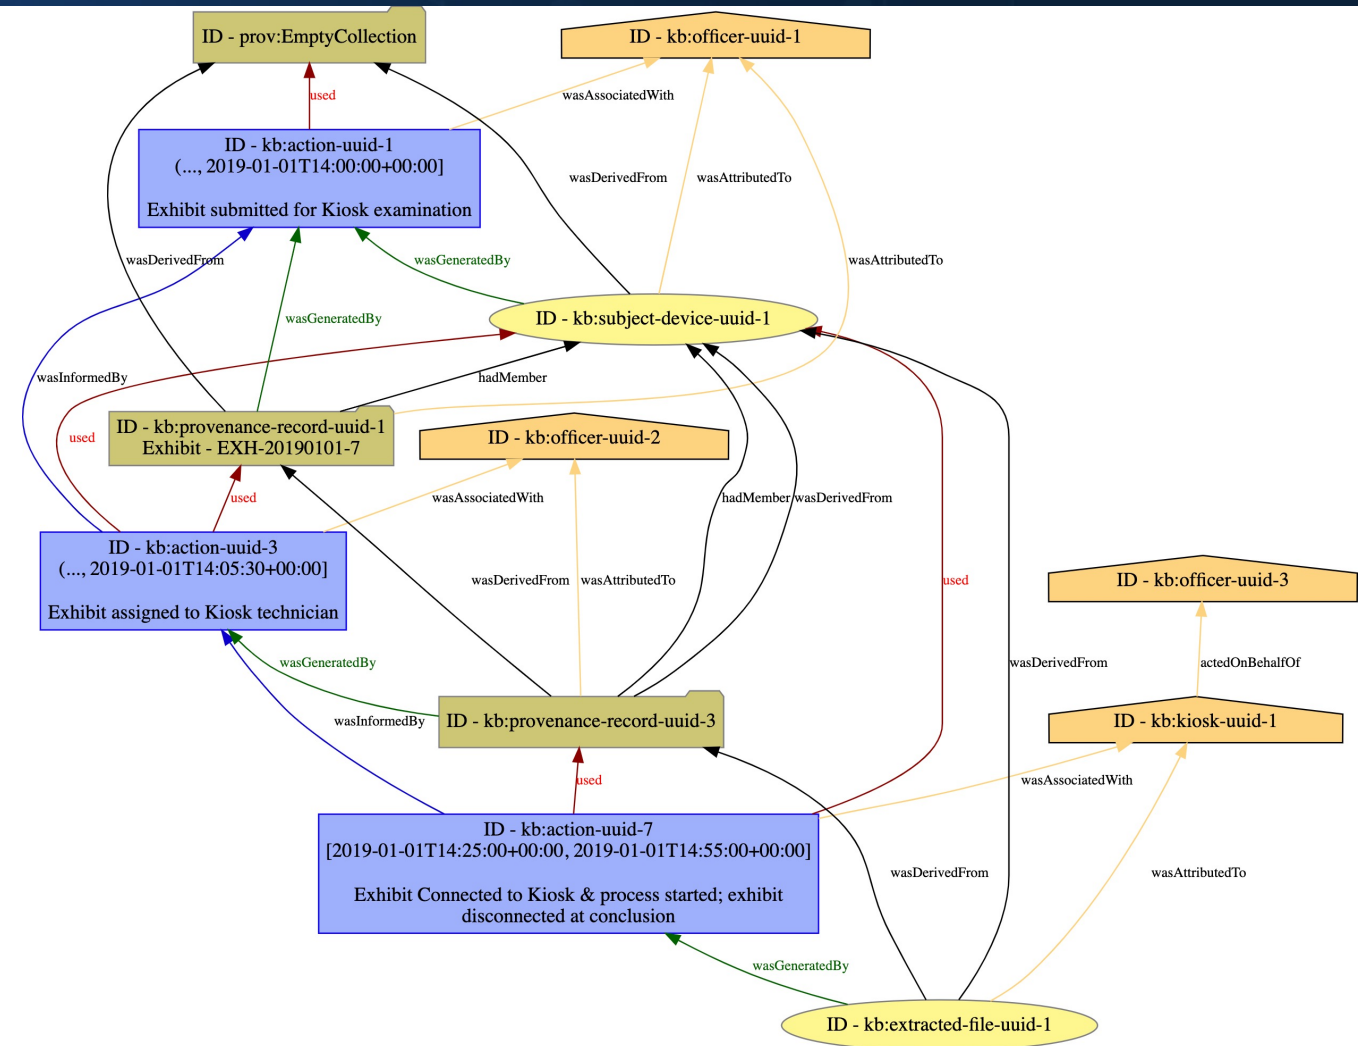 ID - prov:EmptyCollection
ID - kb:officer-uuid-1
used
wasAssociatedWith
ID - kb:action-uuid-1
(..., 2019-01-01T14:00:00+00:00]
Exhibit submitted for Kiosk examination
wasDerivedFrom
wasAttributedTo
wasDerivedFrom
wasGeneratedBy
wasAttributedTo
wasGeneratedBy
ID - kb:subject-device-uuid-1
wasInformedBy
hadMember
used
ID - kb:provenance-record-uuid-1
Exhibit - EXH-20190101-7
ID - kb:officer-uuid-2
used
wasAssociatedWith
hadMember
wasDerivedFrom
ID - kb:action-uuid-3
(..., 2019-01-01T14:05:30+00:00]
Exhibit assigned to Kiosk technician
wasDerivedFrom
wasAttributedTo
used
ID - kb:officer-uuid-3
wasGeneratedBy
wasDerivedFrom
actedOnBehalfOf
wasInformedBy
ID - kb:provenance-record-uuid-3
ID - kb:kiosk-uuid-1
used
wasAssociatedWith
ID - kb:action-uuid-7
[2019-01-01T14:25:00+00:00, 2019-01-01T14:55:00+00:00]
Exhibit Connected to Kiosk & process started; exhibit
disconnected at conclusion
wasDerivedFrom
wasAttributedTo
wasGeneratedBy
ID - kb:extracted-file-uuid-1